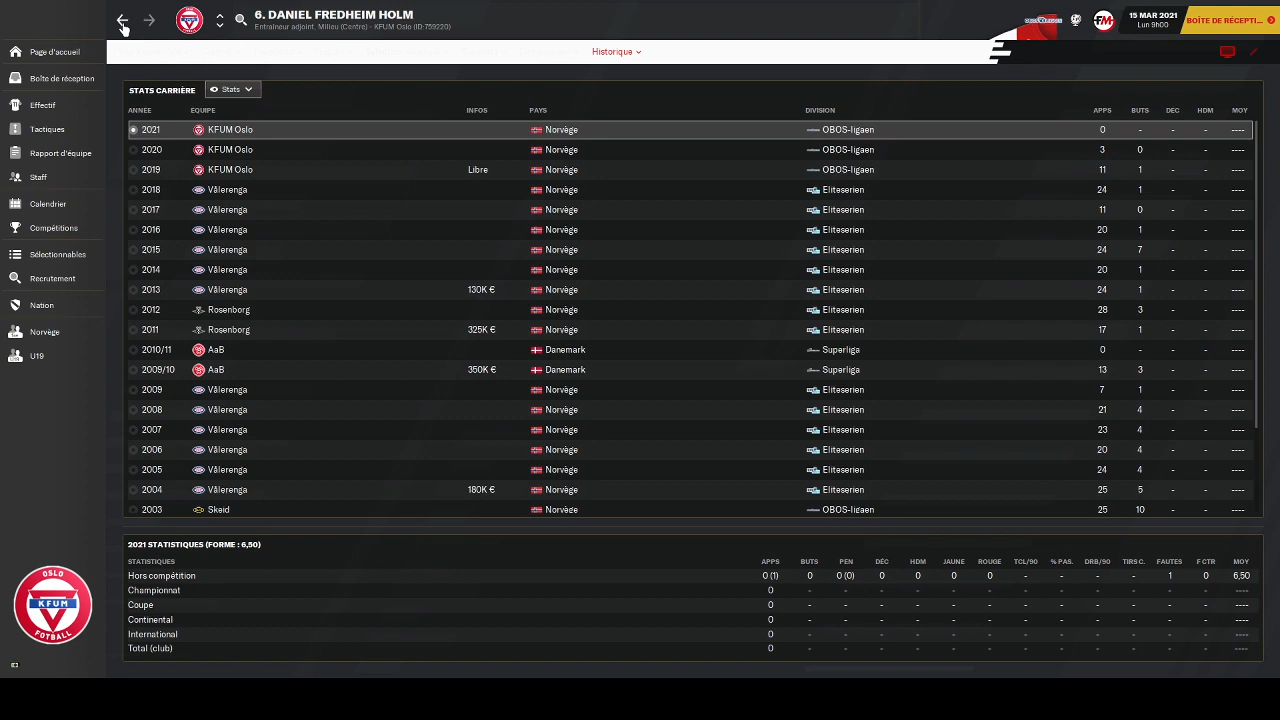 6. DANIEL FREDHEIM HOLM
Entraîneur adjoint, Milieu (Centre) - KFUM Oslo (ID:759220)
15 MAR 2021
Lun 9h00
BOÎTE DE RÉCEPTI...
FM
Page d'accueil
Boîte de réception
Effectif
Tactiques
Rapport d'équipe
Staff
Calendrier
Compétitions
Sélectionnables
Recrutement
Nation
Norvège
U19
OSLO
KFUM
FOTBALL
Historique
STATS CARRIÈRE Stats
ANNÉE EQUIPE INFOS PAYS DIVISION APPS BUTS DÉC HDM MOY
2021 KFUM Oslo Norvège OBOS-ligaen 0 - - - ----
2020 KFUM Oslo Norvège OBOS-ligaen 3 0 - - ----
2019 KFUM Oslo Libre Norvège OBOS-ligaen 11 1 - - ----
2018 Vålerenga Norvège Eliteserien 24 1 - - ----
2017 Vålerenga Norvège Eliteserien 11 0 - - ----
2016 Vålerenga Norvège Eliteserien 20 1 - - ----
2015 Vålerenga Norvège Eliteserien 24 7 - - ----
2014 Vålerenga Norvège Eliteserien 20 1 - - ----
2013 Vålerenga 130K € Norvège Eliteserien 24 1 - - ----
2012 Rosenborg Norvège Eliteserien 28 3 - - ----
2011 Rosenborg 325K € Norvège Eliteserien 17 1 - - ----
2010/11 AaB Danemark Superliga 0 - - - ----
2009/10 AaB 350K € Danemark Superliga 13 3 - - ----
2009 Vålerenga Norvège Eliteserien 7 1 - - ----
2008 Vålerenga Norvège Eliteserien 21 4 - - ----
2007 Vålerenga Norvège Eliteserien 23 4 - - ----
2006 Vålerenga Norvège Eliteserien 20 4 - - ----
2005 Vålerenga Norvège Eliteserien 24 4 - - ----
2004 Vålerenga 180K € Norvège Eliteserien 25 5 - - ----
2003 Skeid Norvège OBOS-ligaen 25 10 - - ----
2021 STATISTIQUES (FORME : 6,50)
STATISTIQUES APPS BUTS PEN DÉC HDM JAUNE ROUGE TCL/90 % PAS. DRB/90 TIRS C. FAUTES F CTR MOY
Hors compétition 0 (1) 0 0 (0) 0 0 0 0 - - - - 1 0 6,50
Championnat 0 - - - - - - - - - - - - ----
Coupe 0 - - - - - - - - - - - - ----
Continental 0 - - - - - - - - - - - - ----
International 0 - - - - - - - - - - - - ----
Total (club) 0 - - - - - - - - - - - - ----